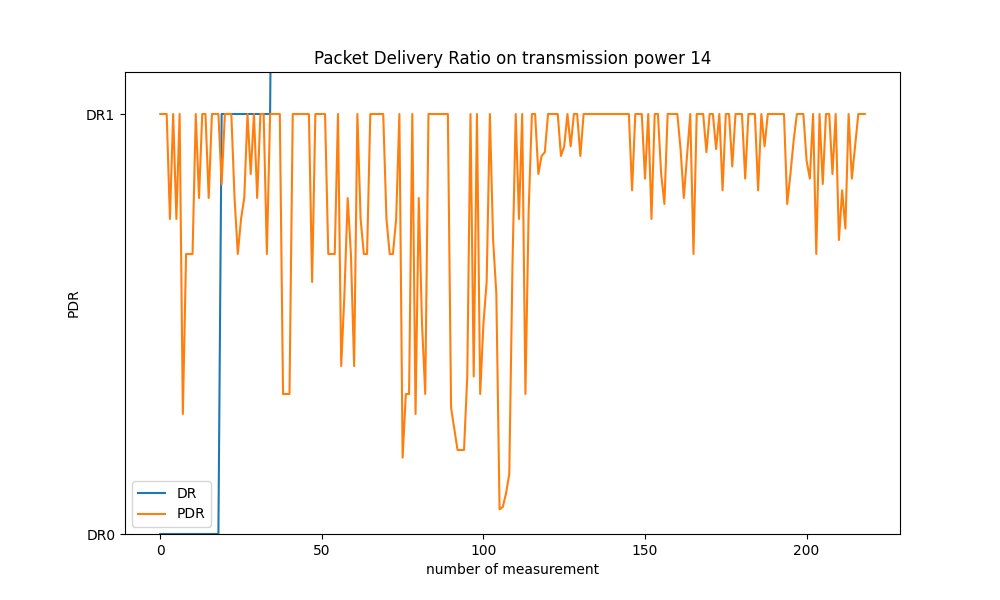 Packet Delivery Ratio on transmission power 14
DR1
PDR
DR0
DR
PDR
0
50
100
150
200
number of measurement